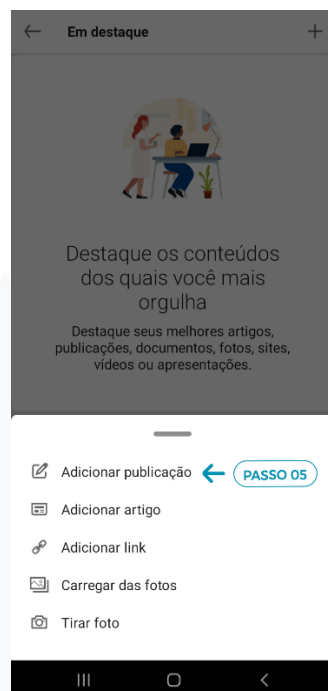 Em destaque
Destaque os conteúdos
dos quais você mais
orgulha
Destaque seus melhores artigos,
publicações, documentos, fotos, sites,
vídeos ou apresentações.
Adicionar publicação PASSO 05
Adicionar artigo
Adicionar link
Carregar das fotos
Tirar foto